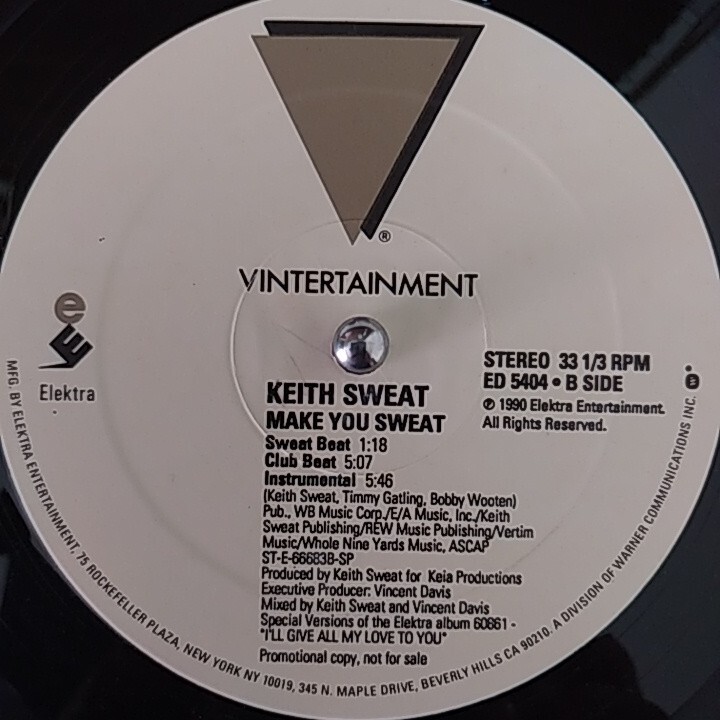 ®
VINTERTAINMENT
e
E
Elektra
STEREO 33 1/3 RPM
ED 5404 • B SIDE
℗ 1990 Elektra Entertainment.
All Rights Reserved.
KEITH SWEAT
MAKE YOU SWEAT
Sweat Beat 1:18
Club Beat 5:07
Instrumental 5:46
(Keith Sweat, Timmy Gatling, Bobby Wooten)
Pub., WB Music Corp./E/A Music, Inc./Keith
Sweat Publishing/REW Music Publishing/Vertim
Music/Whole Nine Yards Music, ASCAP
ST-E-66683B-SP
Produced by Keith Sweat for Keia Productions
Executive Producer: Vincent Davis
Mixed by Keith Sweat and Vincent Davis
Special Versions of the Elektra album 60861 -
"I'LL GIVE ALL MY LOVE TO YOU"
Promotional copy, not for sale
MFG. BY ELEKTRA ENTERTAINMENT, 75 ROCKEFELLER PLAZA, NEW YORK NY 10019, 345 N. MAPLE DRIVE, BEVERLY HILLS CA 90210. A DIVISION OF WARNER COMMUNICATIONS INC.